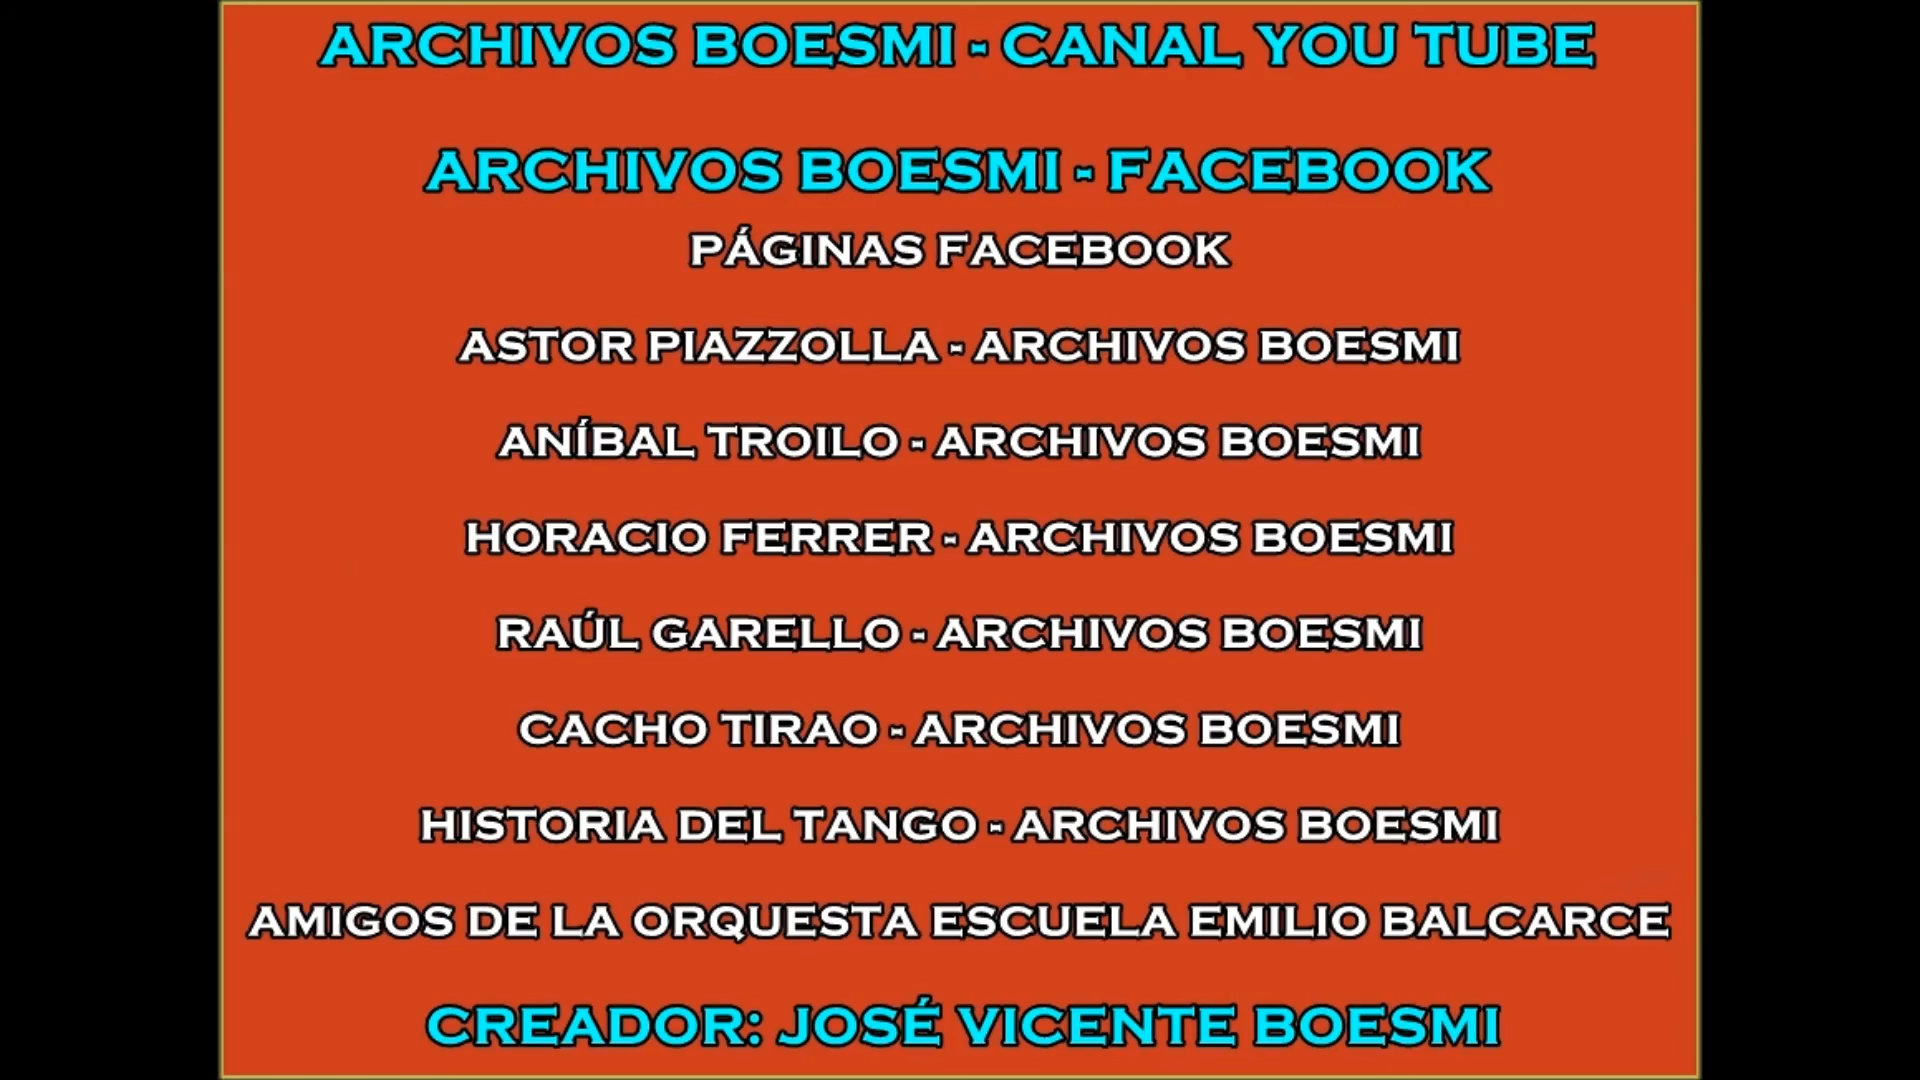 ARCHIVOS BOESMI - CANAL YOU TUBE
ARCHIVOS BOESMI - FACEBOOK
PÁGINAS FACEBOOK
ASTOR PIAZZOLLA - ARCHIVOS BOESMI
ANÍBAL TROILO - ARCHIVOS BOESMI
HORACIO FERRER - ARCHIVOS BOESMI
RAÚL GARELLO - ARCHIVOS BOESMI
CACHO TIRAO - ARCHIVOS BOESMI
HISTORIA DEL TANGO - ARCHIVOS BOESMI
AMIGOS DE LA ORQUESTA ESCUELA EMILIO BALCARCE
CREADOR: JOSÉ VICENTE BOESMI